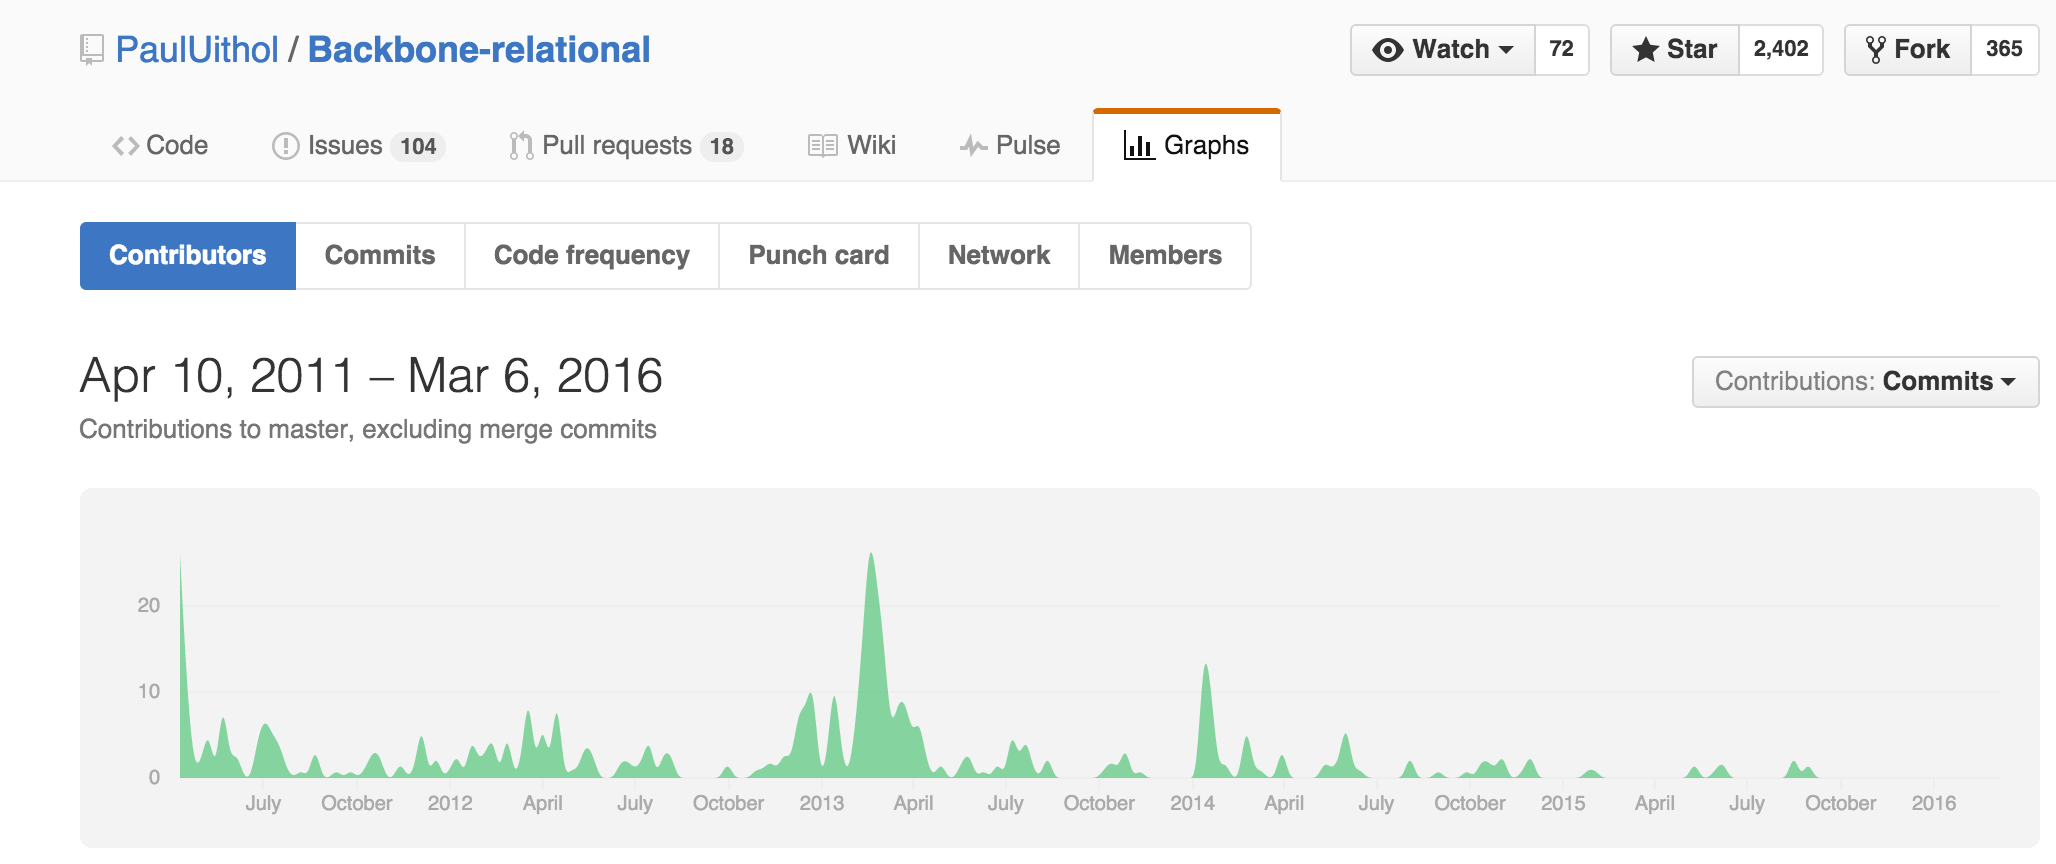 PaulUithol / Backbone-relational
Watch 72 Star 2,402 Fork 365
Code Issues 104 Pull requests 18 Wiki Pulse Graphs
Contributors Commits Code frequency Punch card Network Members
Apr 10, 2011 – Mar 6, 2016
Contributions: Commits
Contributions to master, excluding merge commits
20
10
0
July October 2012 April July October 2013 April July October 2014 April July October 2015 April July October 2016